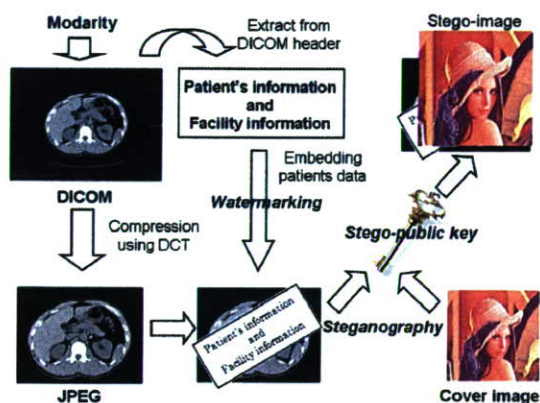 Modarity
Extract from
DICOM header
Stego-image
Patient's information
and
Facility information
DICOM
Embedding
patients data
Watermarking
Compression
using DCT
Stego-public key
Patient's information
and
Facility information
Steganography
JPEG
Cover image